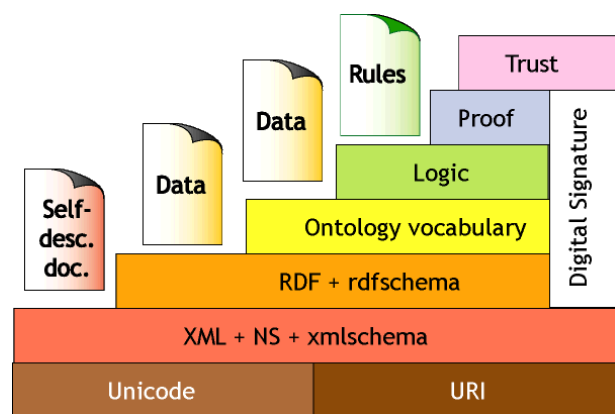 Trust
Rules
Proof
Data
Logic
Data
Ontology vocabulary
Digital Signature
Self-
desc.
doc.
RDF + rdfschema
XML + NS + xmlschema
Unicode
URI